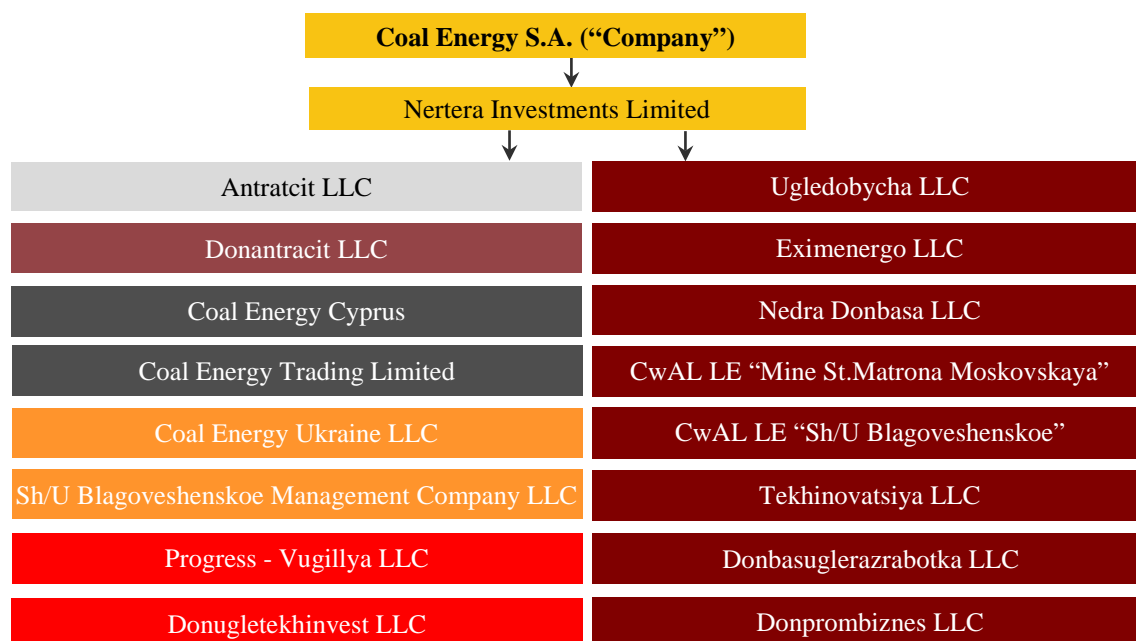 Coal Energy S.A. (“Company”)
Nertera Investments Limited
Antratcit LLC
Donantracit LLC
Coal Energy Cyprus
Coal Energy Trading Limited
Coal Energy Ukraine LLC
Sh/U Blagoveshenskoe Management Company LLC
Progress - Vugillya LLC
Donugletekhinvest LLC
Ugledobycha LLC
Eximenergo LLC
Nedra Donbasa LLC
CwAL LE “Mine St.Matrona Moskovskaya”
CwAL LE “Sh/U Blagoveshenskoe”
Tekhinovatsiya LLC
Donbasuglerazrabotka LLC
Donprombiznes LLC